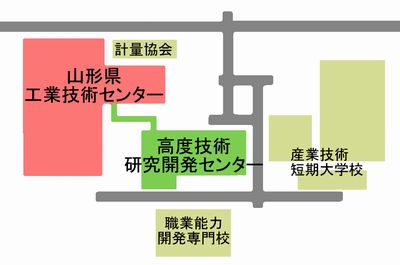 計量協会
山形県
工業技術センター
高度技術
研究開発センター
産業技術
短期大学校
職業能力
開発専門校